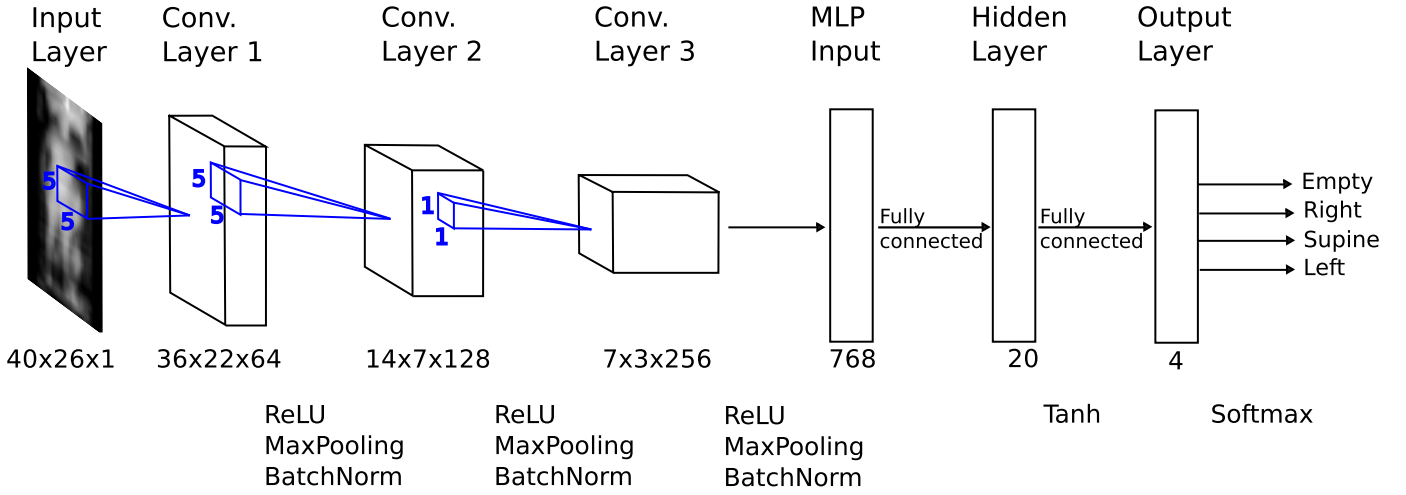 Input
Layer
Conv.
Layer 1
Conv.
Layer 2
Conv.
Layer 3
MLP
Input
Hidden
Layer
Output
Layer
5
5
5
5
1
1
Fully
connected
Fully
connected
Empty
Right
Supine
Left
40x26x1
36x22x64
14x7x128
7x3x256
768
20
4
ReLU
MaxPooling
BatchNorm
ReLU
MaxPooling
BatchNorm
ReLU
MaxPooling
BatchNorm
Tanh
Softmax